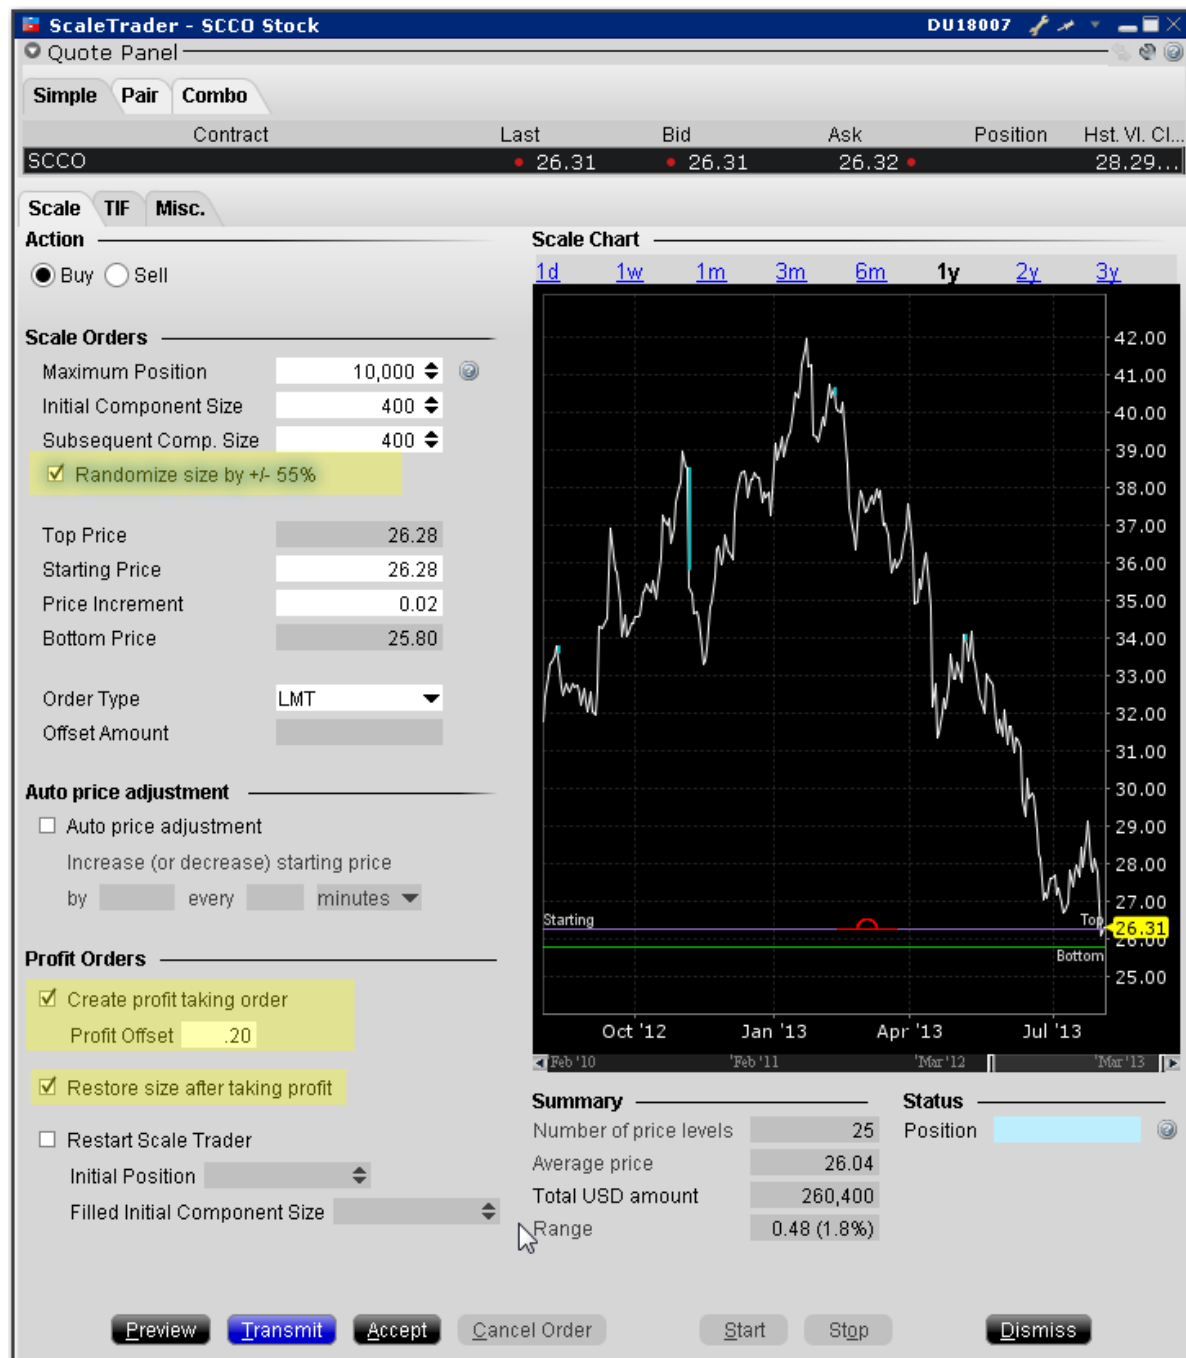 ScaleTrader - SCCO Stock DU18007
Quote Panel
Simple Pair Combo
Contract Last Bid Ask Position Hst. Vl. Cl...
SCCO 26.31 26.31 26.32 28.29...
Scale TIF Misc.
Action
Buy Sell
Scale Orders
Maximum Position 10,000
Initial Component Size 400
Subsequent Comp. Size 400
Randomize size by +/- 55%
Top Price 26.28
Starting Price 26.28
Price Increment 0.02
Bottom Price 25.80
Order Type LMT
Offset Amount
Auto price adjustment
Auto price adjustment
Increase (or decrease) starting price
by every minutes
Profit Orders
Create profit taking order
Profit Offset .20
Restore size after taking profit
Restart Scale Trader
Initial Position
Filled Initial Component Size
Scale Chart
1d 1w 1m 3m 6m 1y 2y 3y
42.00
41.00
40.00
39.00
38.00
37.00
36.00
35.00
34.00
33.00
32.00
31.00
30.00
29.00
28.00
27.00
Starting Top 26.31
26.00
Bottom
25.00
Oct '12 Jan '13 Apr '13 Jul '13
Feb '10 'Feb '11 'Mar '12 'Mar '13
Summary
Number of price levels 25
Average price 26.04
Total USD amount 260,400
Range 0.48 (1.8%)
Status
Position
Preview Transmit Accept Cancel Order Start Stop Dismiss